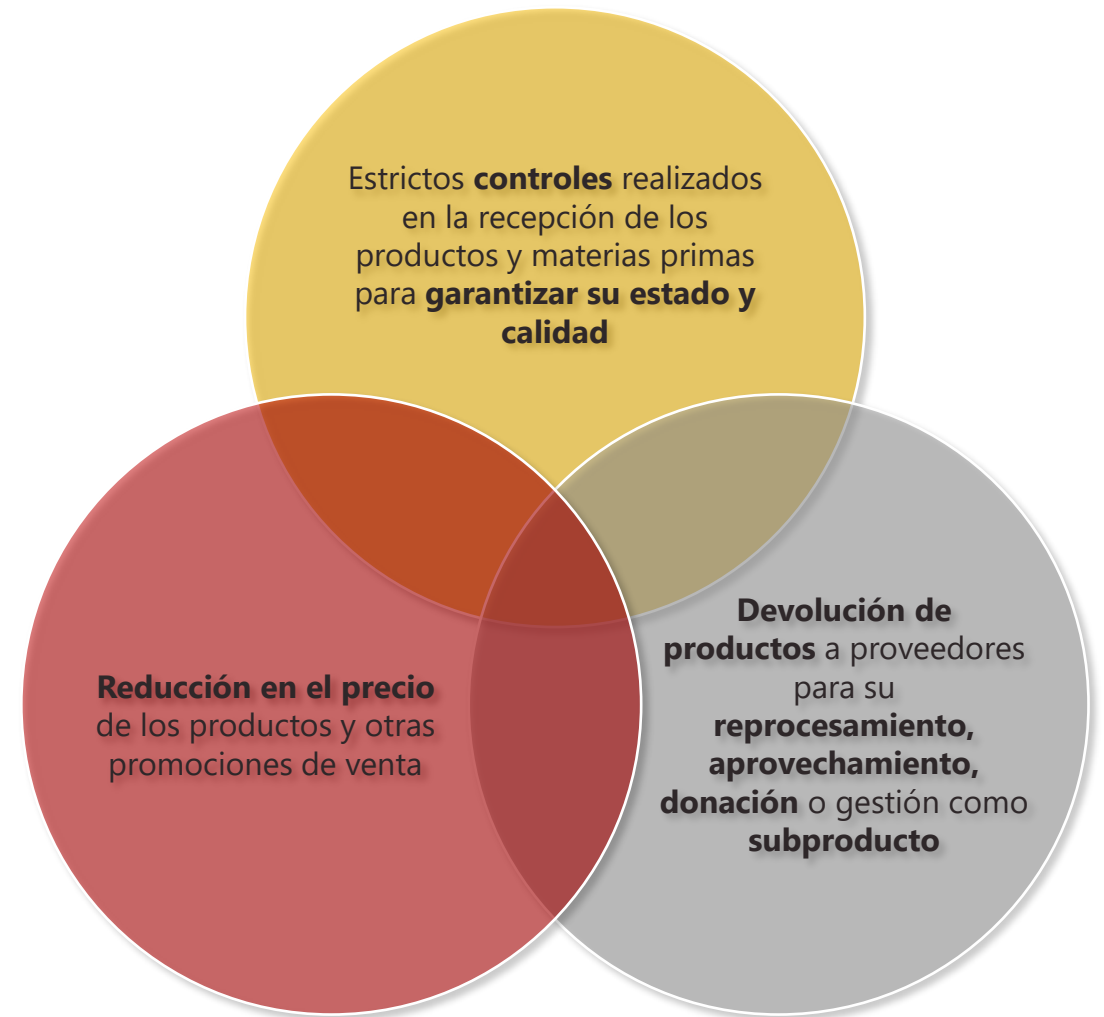 Estrictos controles realizados
en la recepción de los
productos y materias primas
para garantizar su estado y
calidad
Reducción en el precio
de los productos y otras
promociones de venta
Devolución de
productos a proveedores
para su
reprocesamiento,
aprovechamiento,
donación o gestión como
subproducto